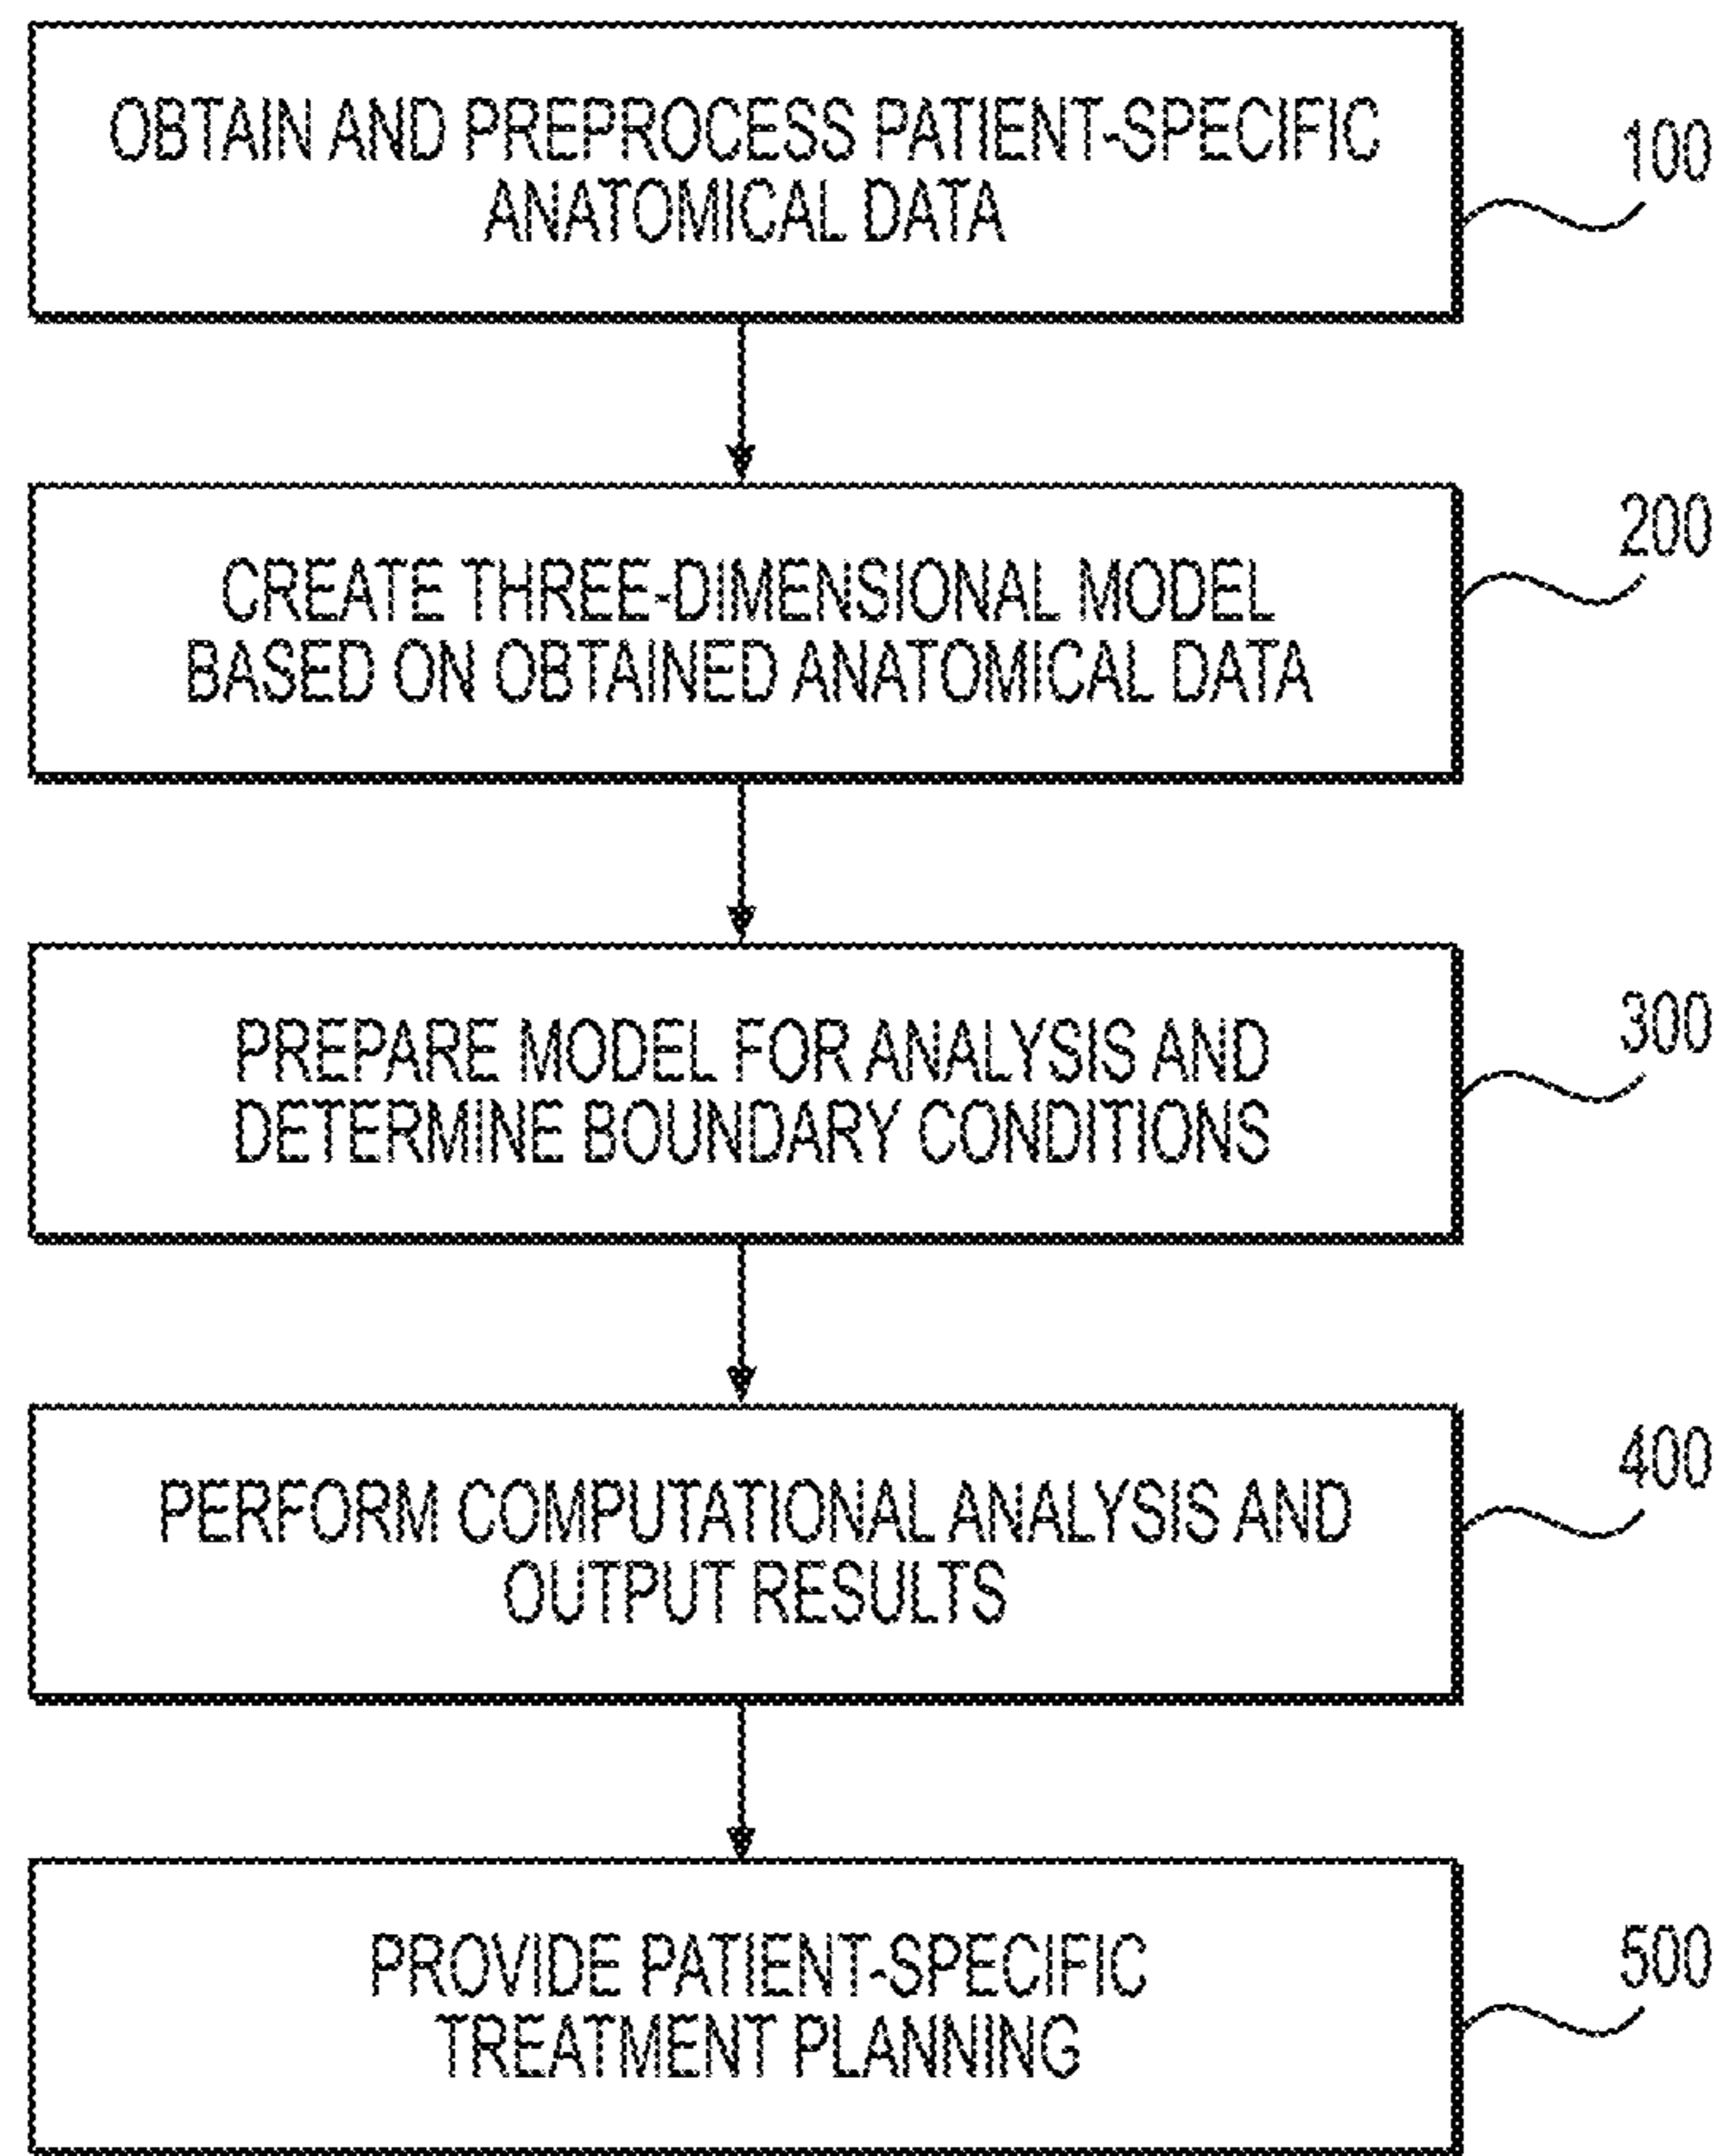 OBTAIN AND PREPROCESS PATIENT-SPECIFIC
ANATOMICAL DATA
100
CREATE THREE-DIMENSIONAL MODEL
BASED ON OBTAINED ANATOMICAL DATA
200
PREPARE MODEL FOR ANALYSIS AND
DETERMINE BOUNDARY CONDITIONS
300
PERFORM COMPUTATIONAL ANALYSIS AND
OUTPUT RESULTS
400
PROVIDE PATIENT-SPECIFIC
TREATMENT PLANNING
500